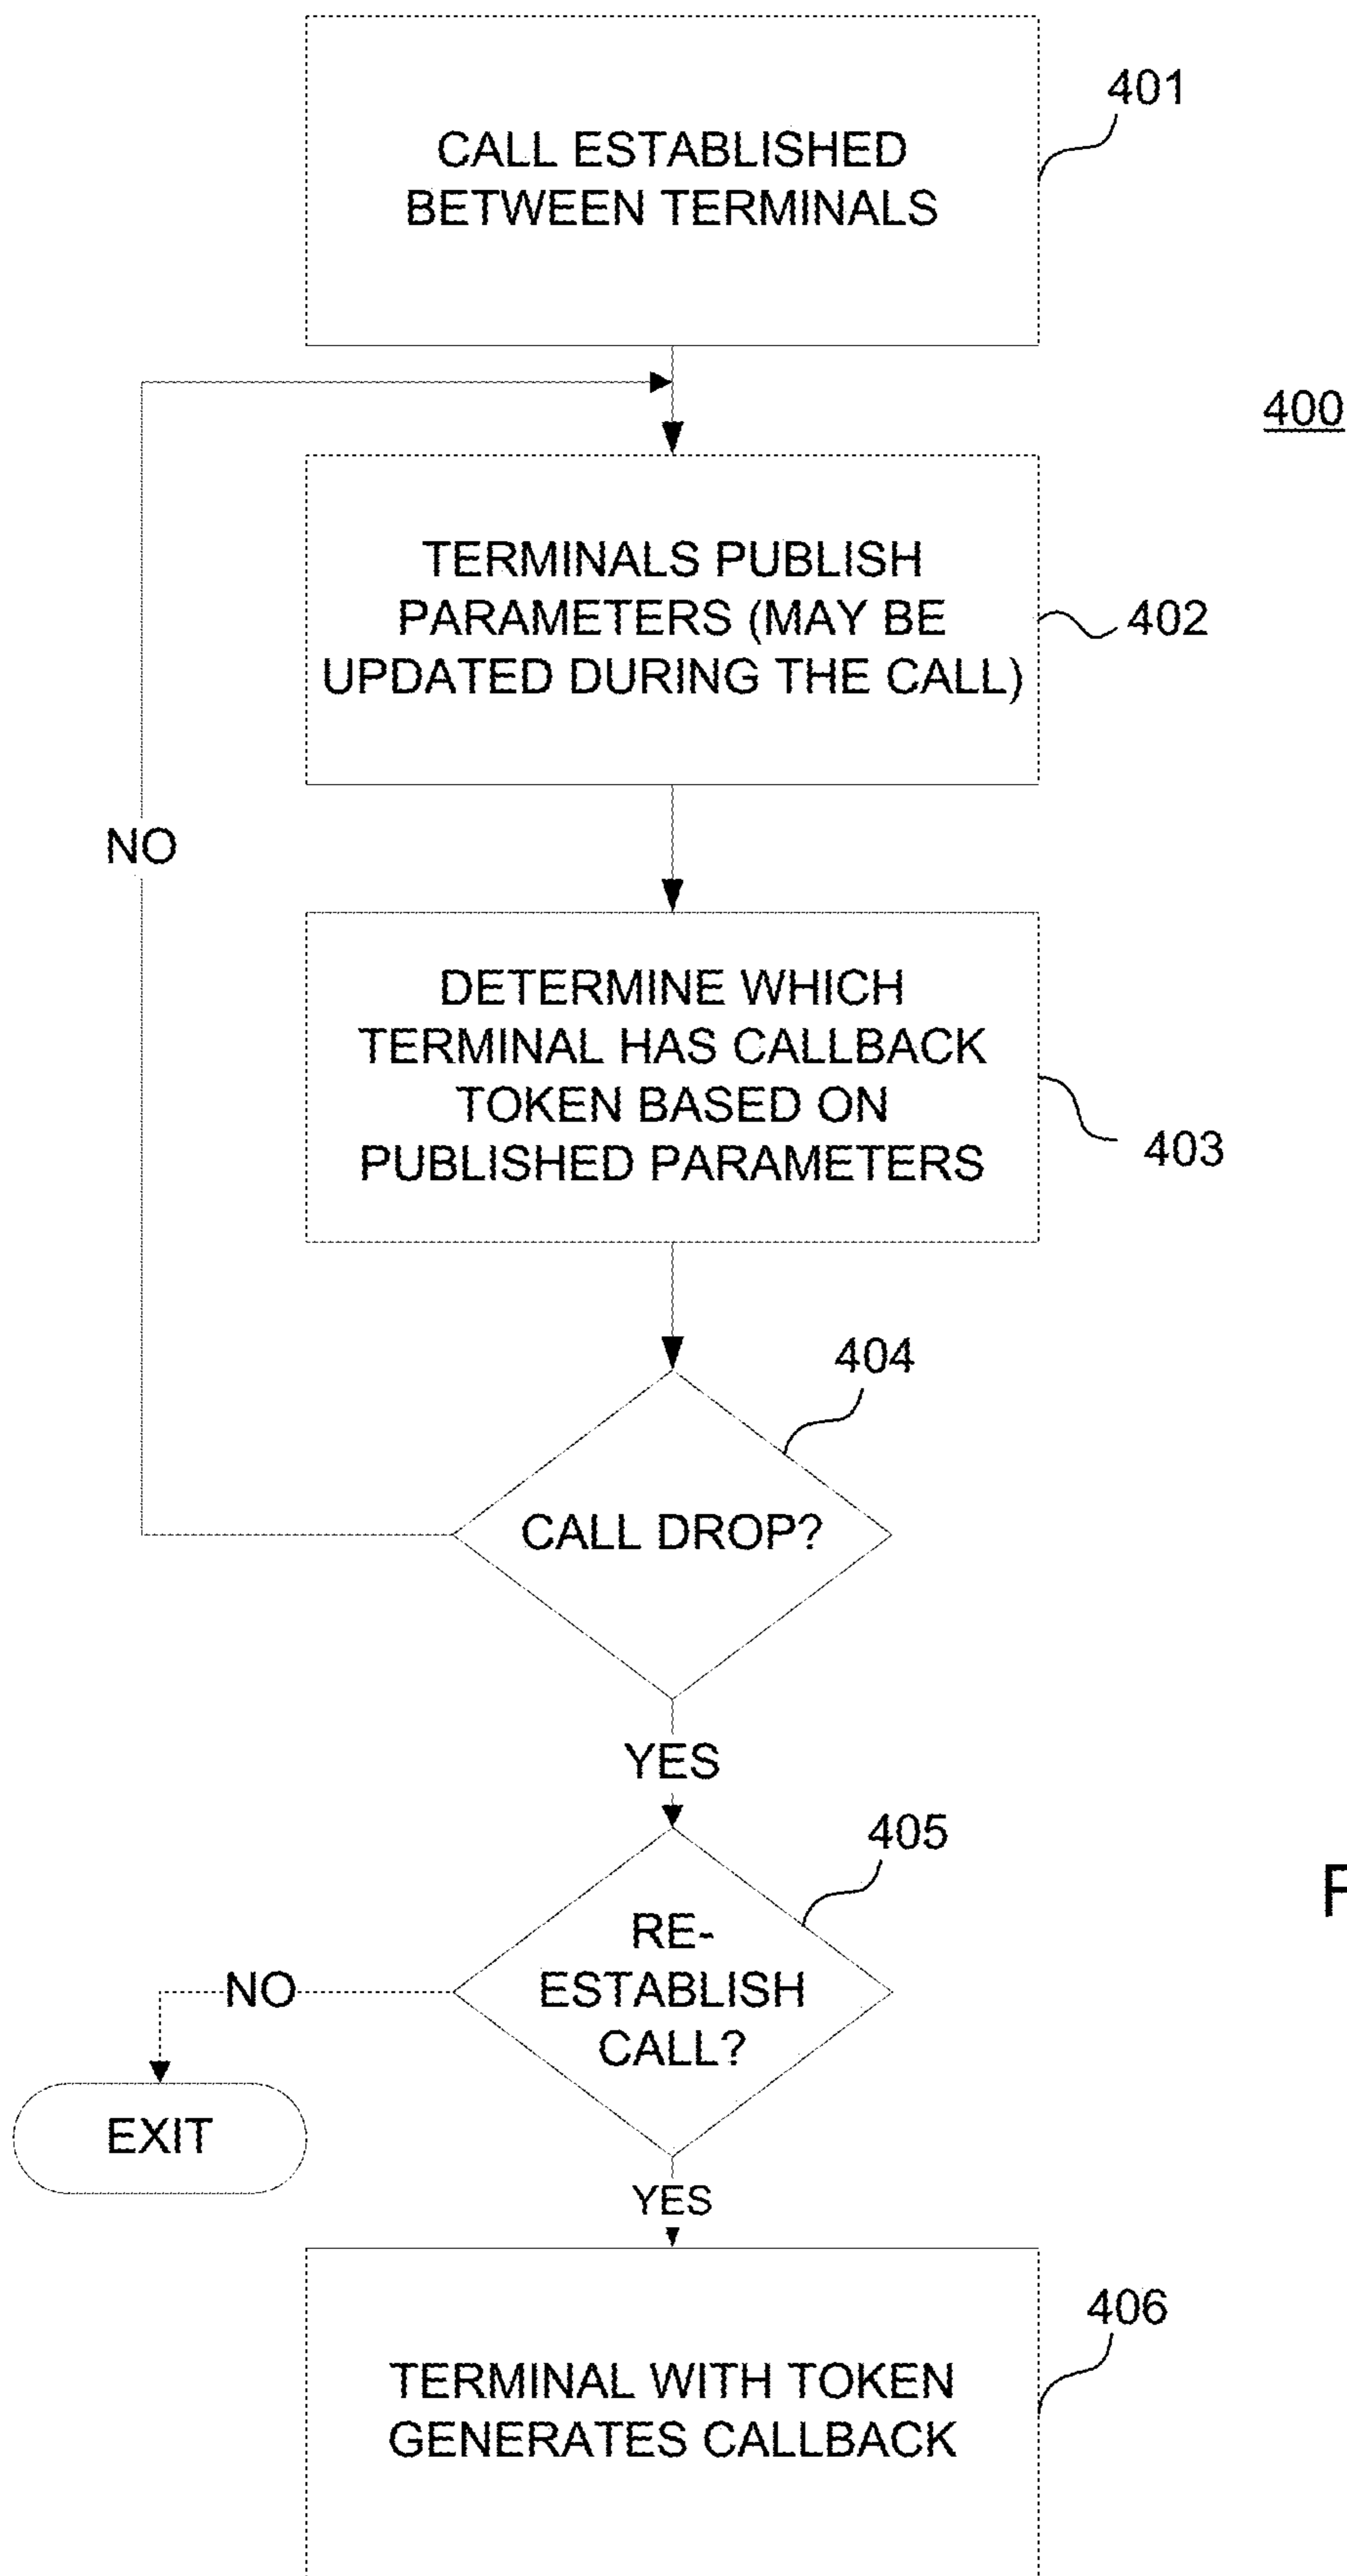 CALL ESTABLISHED
BETWEEN TERMINALS
401
400
TERMINALS PUBLISH
PARAMETERS (MAY BE
UPDATED DURING THE CALL)
402
NO
DETERMINE WHICH
TERMINAL HAS CALLBACK
TOKEN BASED ON
PUBLISHED PARAMETERS
403
404
CALL DROP?
YES
405
RE-
ESTABLISH
CALL?
NO
EXIT
YES
406
TERMINAL WITH TOKEN
GENERATES CALLBACK